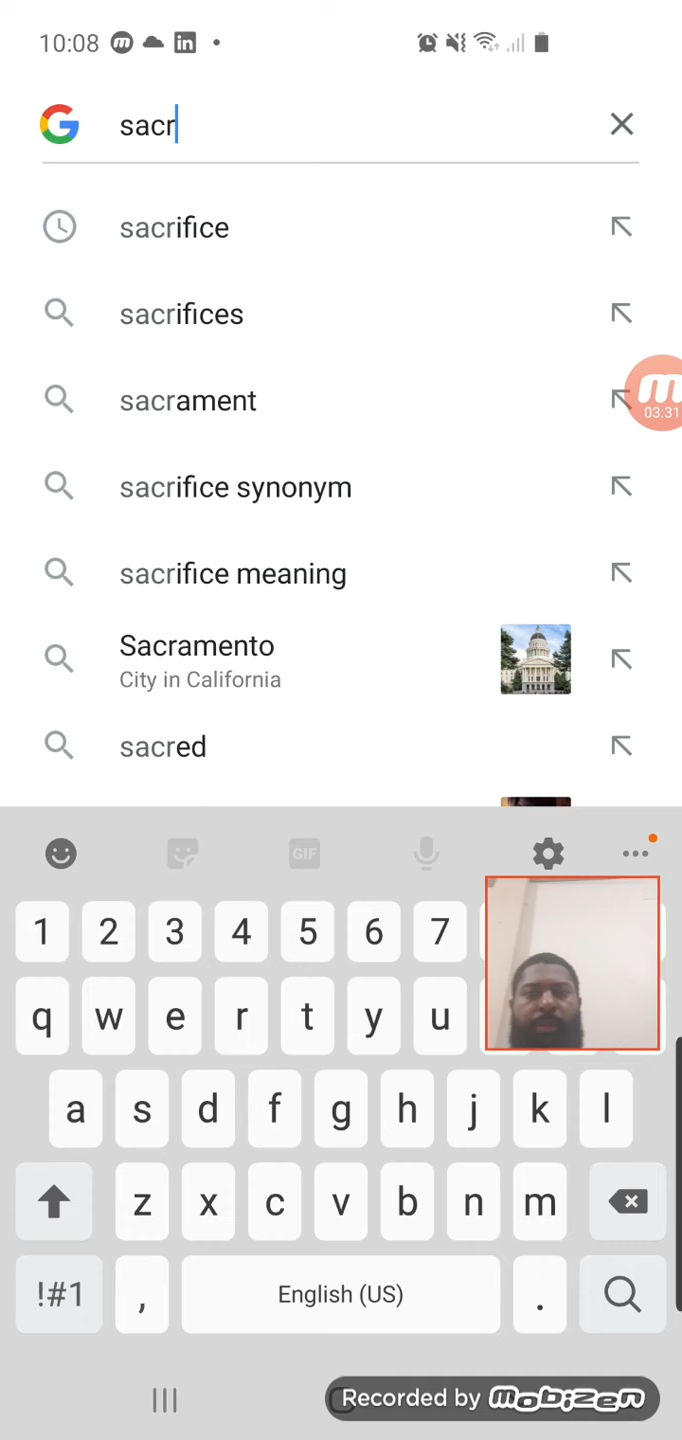 10:08
sacr
sacrifice
sacrifices
sacrament
03:31
sacrifice synonym
sacrifice meaning
Sacramento
City in California
sacred
GIF
1 2 3 4 5 6 7
q w e r t y u
a s d f g h j k l
z x c v b n m
!#1 , English (US) .
Recorded by mobizen